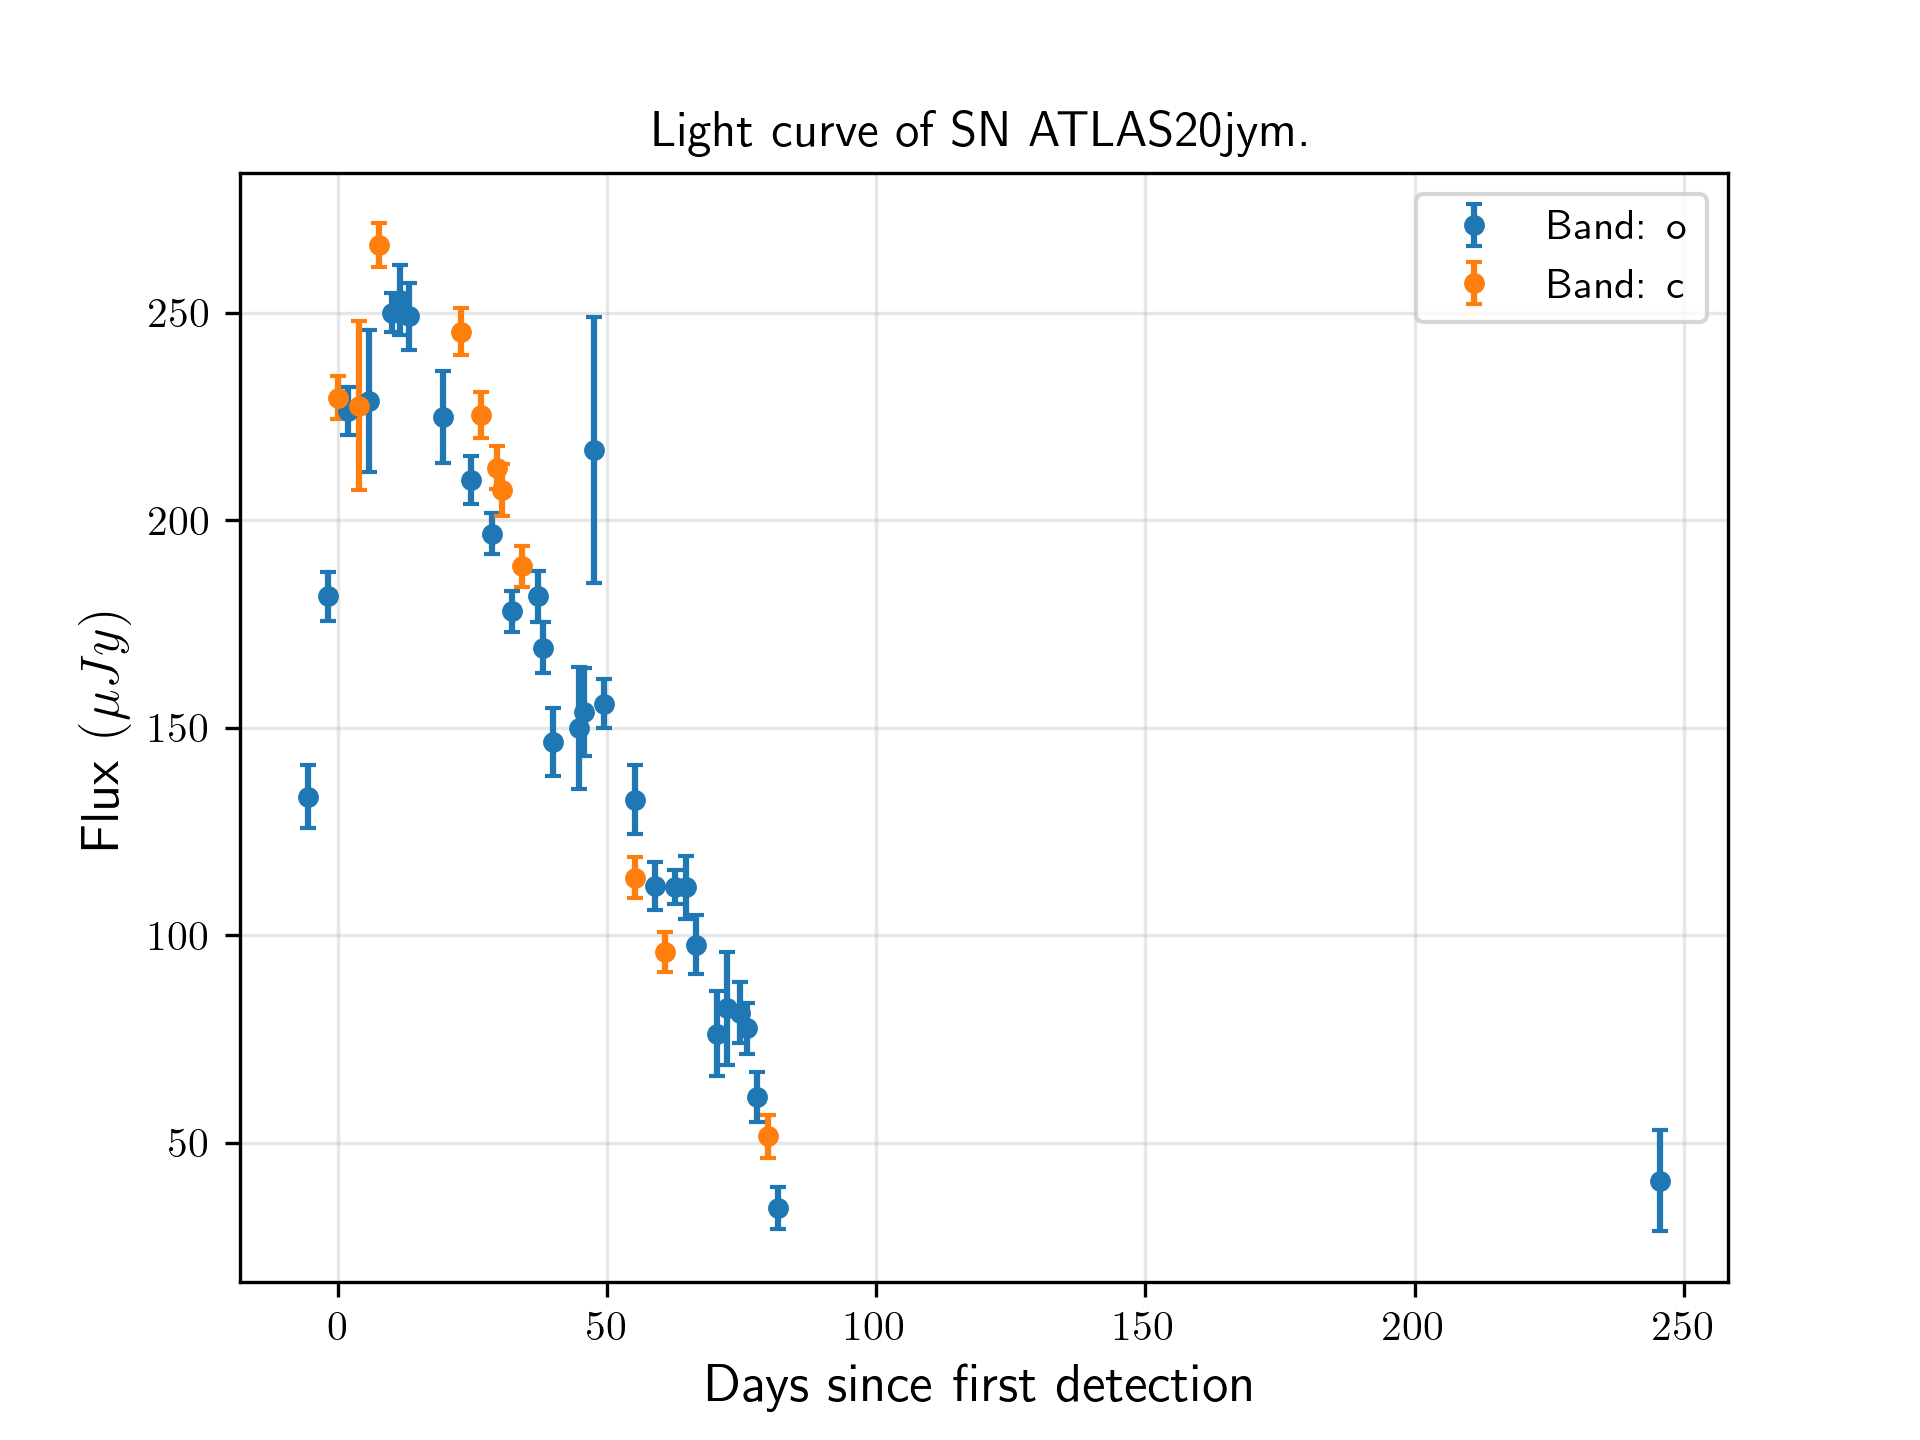 Light curve of SN ATLAS20jym.
Band: o
Band: c
250
200
150
100
50
Flux (μJy)
0 50 100 150 200 250
Days since first detection